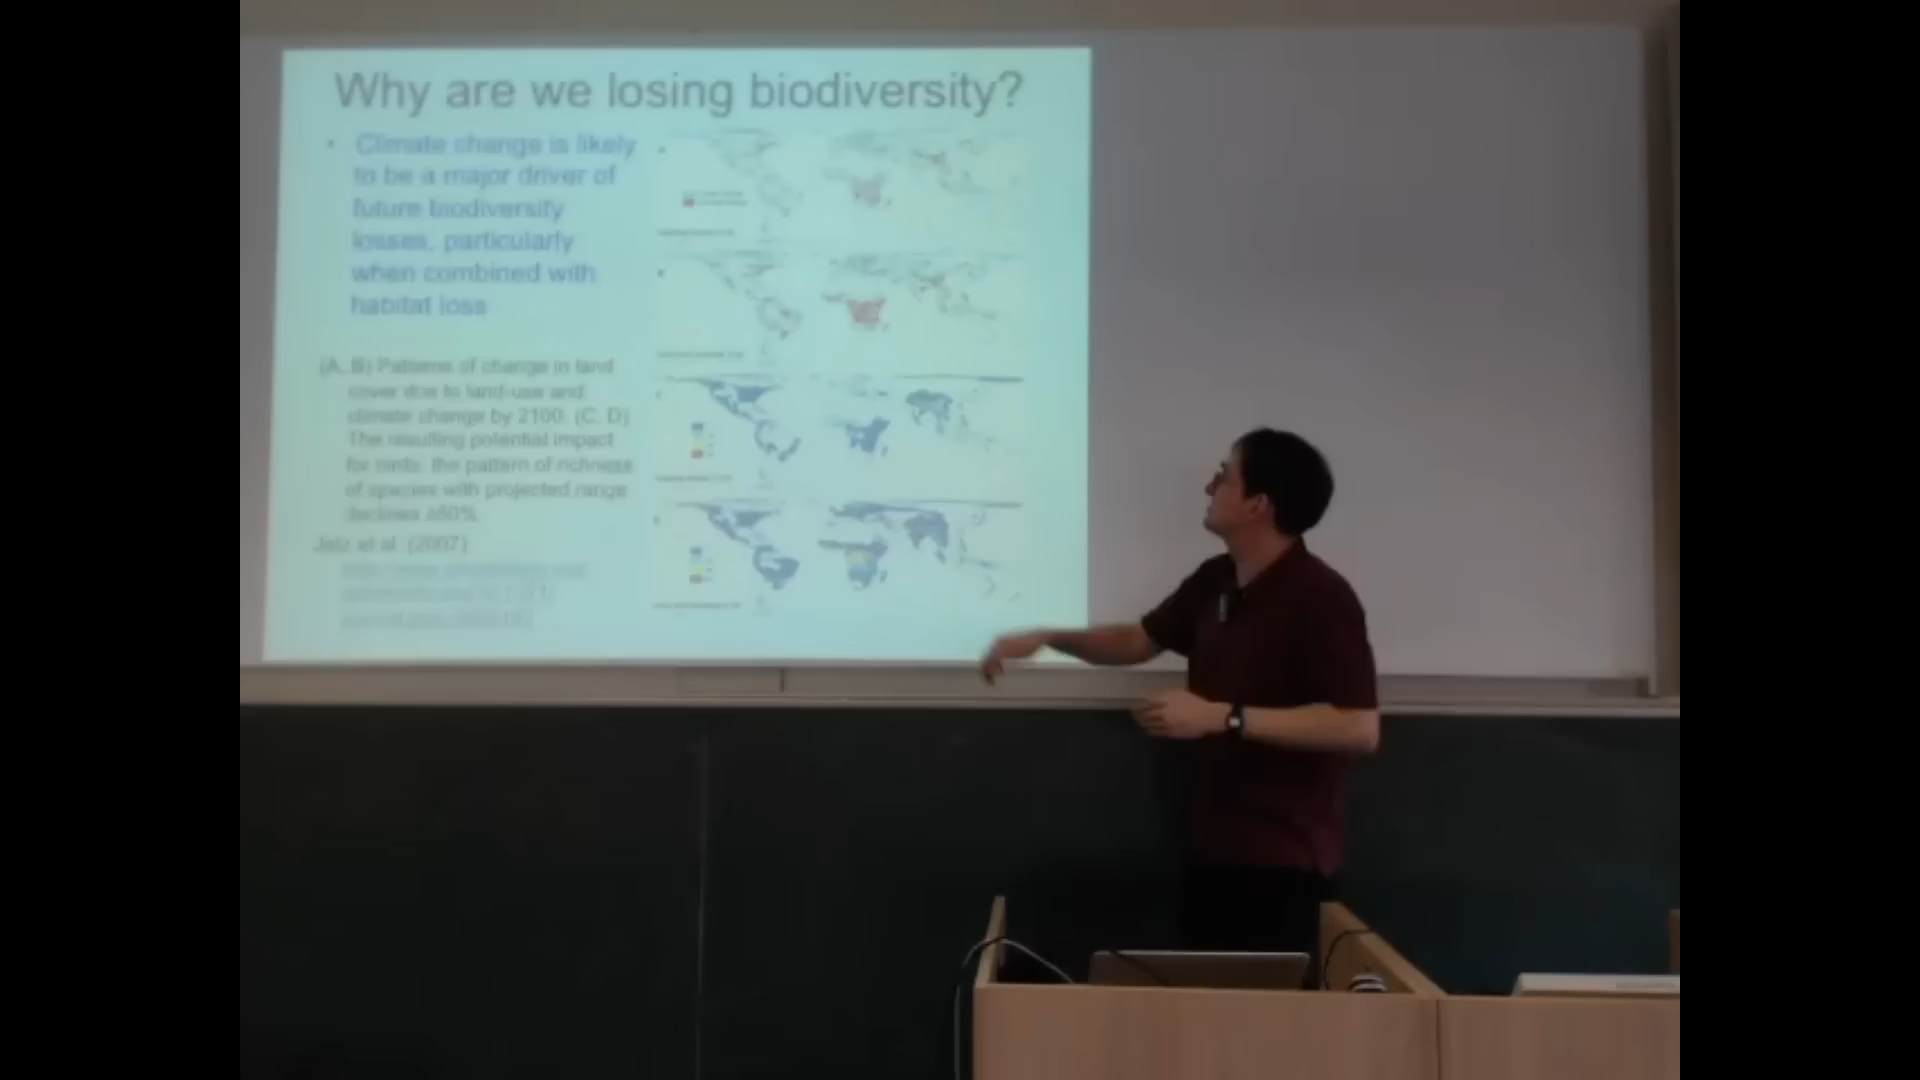 Why are we losing biodiversity?
• Climate change is likely
to be a major driver of
future biodiversity
losses, particularly
when combined with
habitat loss
(A, B) Patterns of change in land
cover due to land-use and
climate change by 2100. (C, D)
The resulting potential impact
for birds: the pattern of richness
of species with projected range
declines ≥50%
Jetz et al. (2007)